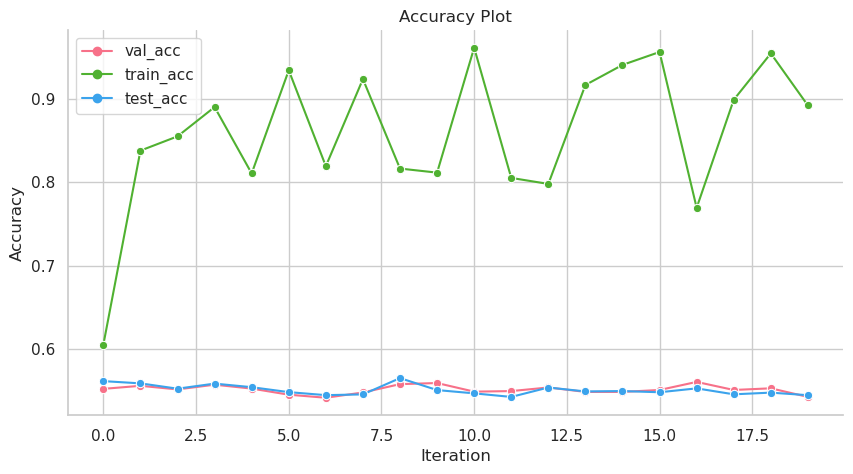 Accuracy Plot
val_acc
train_acc
test_acc
Accuracy
0.9
0.8
0.7
0.6
0.0 2.5 5.0 7.5 10.0 12.5 15.0 17.5
Iteration